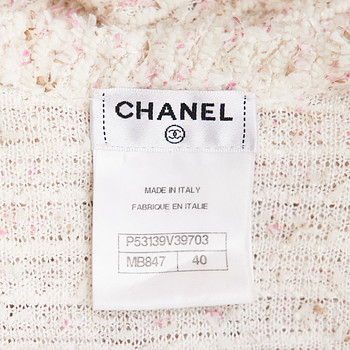 CHANEL
MADE IN ITALY
FABRIQUE EN ITALIE
P53139V39703
MB847 40